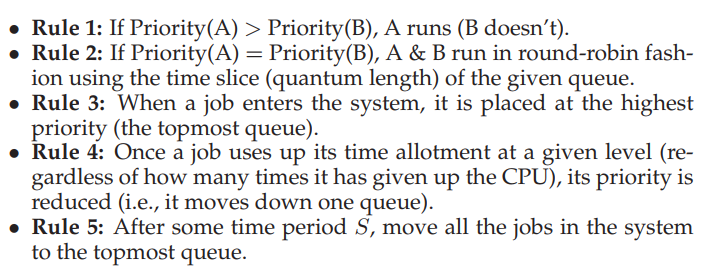 • Rule 1: If Priority(A) > Priority(B), A runs (B doesn’t).
• Rule 2: If Priority(A) = Priority(B), A & B run in round-robin fash-
ion using the time slice (quantum length) of the given queue.
• Rule 3: When a job enters the system, it is placed at the highest
priority (the topmost queue).
• Rule 4: Once a job uses up its time allotment at a given level (re-
gardless of how many times it has given up the CPU), its priority is
reduced (i.e., it moves down one queue).
• Rule 5: After some time period S, move all the jobs in the system
to the topmost queue.